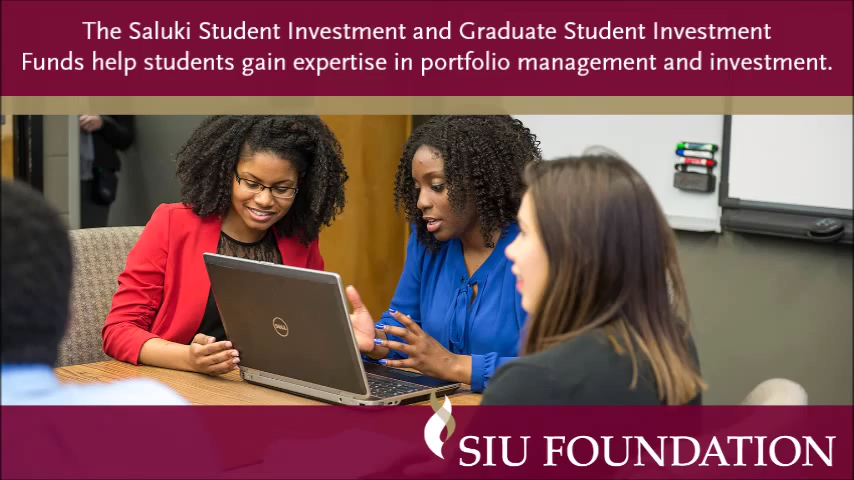 The Saluki Student Investment and Graduate Student Investment
Funds help students gain expertise in portfolio management and investment.
DELL
SIU FOUNDATION